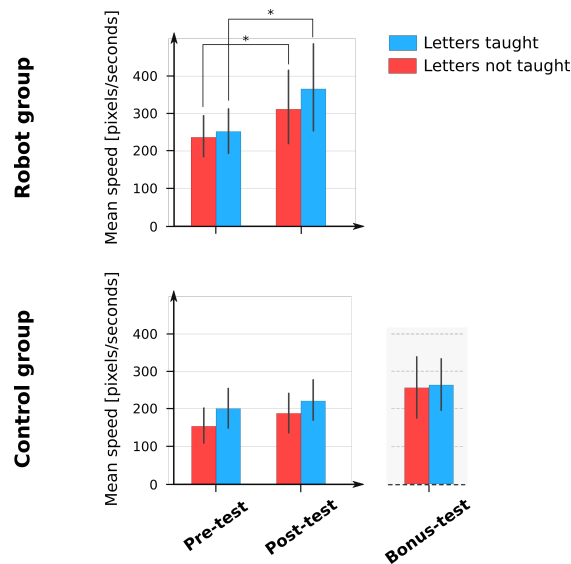 *
*
Letters taught
Letters not taught
Robot group
Mean speed [pixels/seconds]
400
300
200
100
0
Control group
Mean speed [pixels/seconds]
400
300
200
100
0
Pre-test
Post-test
Bonus-test